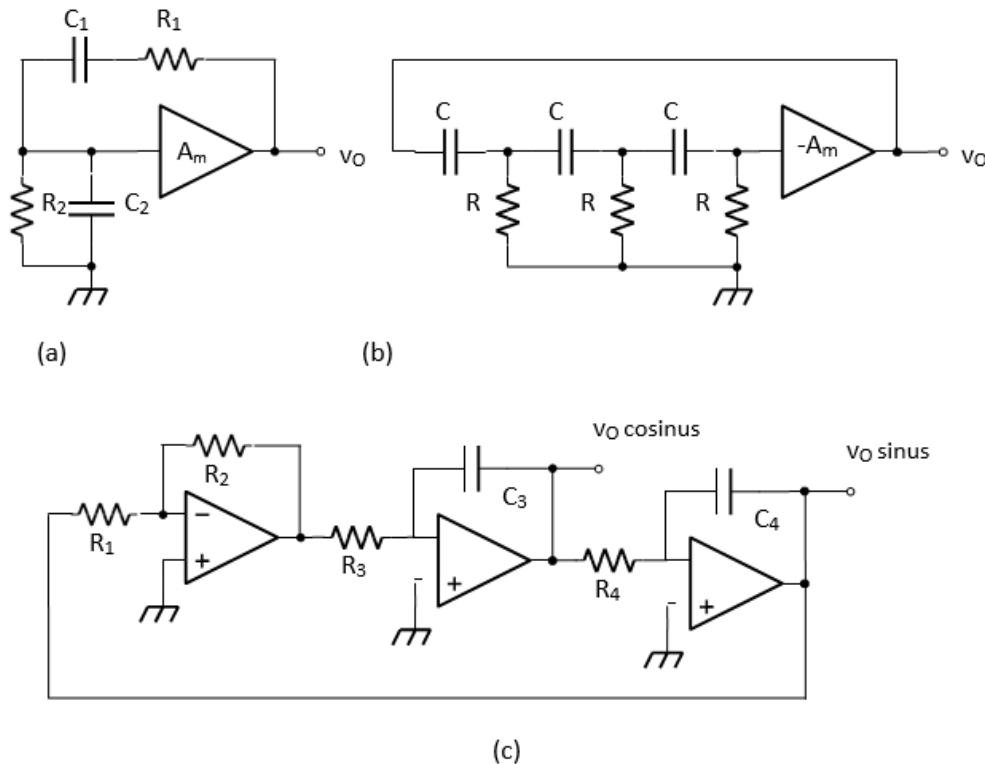 C1 R1
Am
vO
R2 C2
(a)
C C C
-Am
vO
R R R
(b)
vO cosinus
vO sinus
R2
C3
C4
R1
−
+
R3
-
+
R4
-
+
(c)